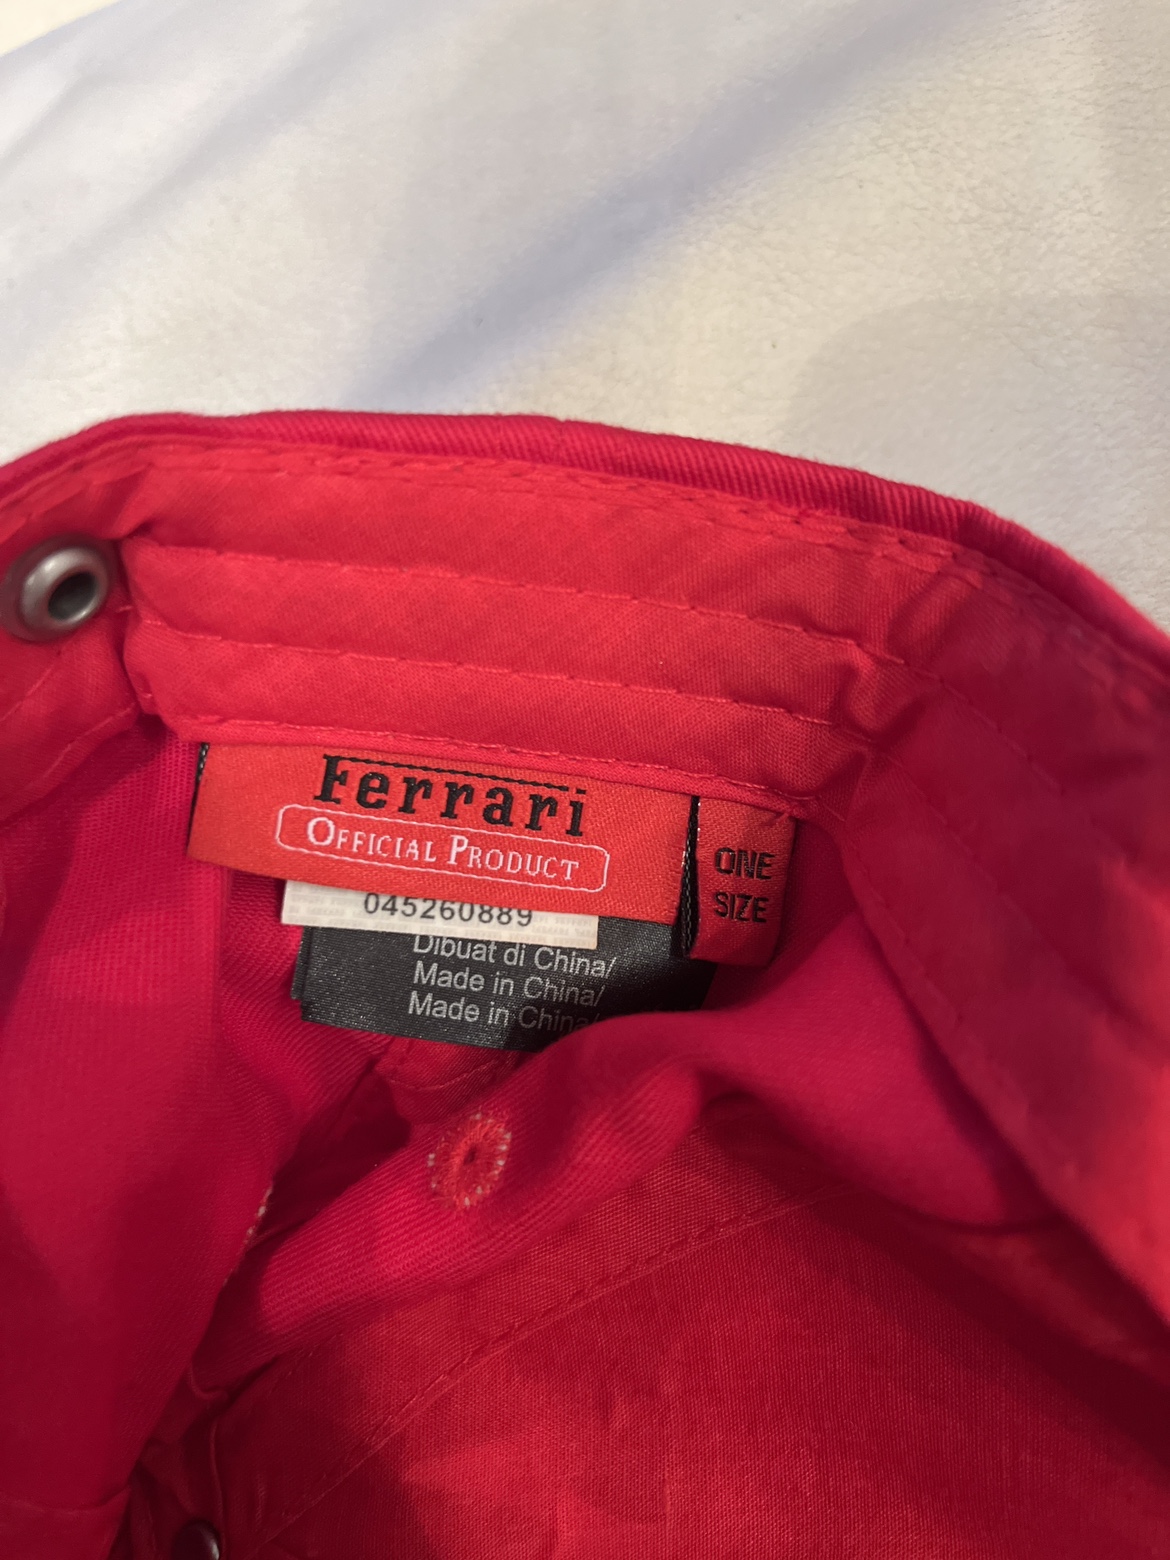 Ferrari
OFFICIAL PRODUCT
ONE
SIZE
045260889
Dibuat di China/
Made in China/
Made in China/